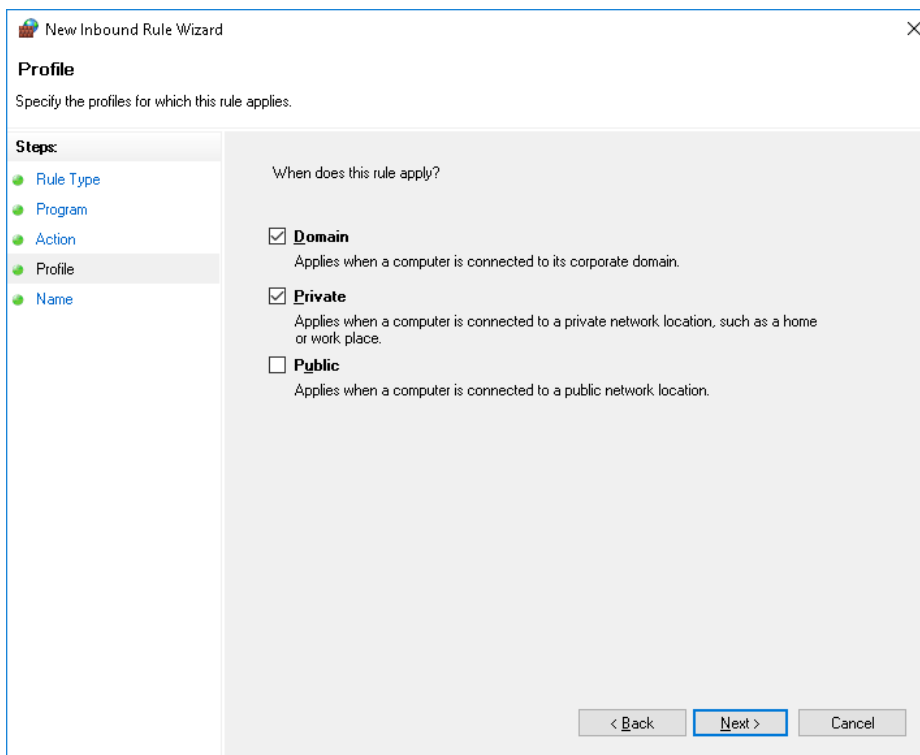 New Inbound Rule Wizard
Profile
Specify the profiles for which this rule applies.
Steps:
Rule Type
Program
Action
Profile
Name
When does this rule apply?
Domain
Applies when a computer is connected to its corporate domain.
Private
Applies when a computer is connected to a private network location, such as a home
or work place.
Public
Applies when a computer is connected to a public network location.
< Back
Next >
Cancel